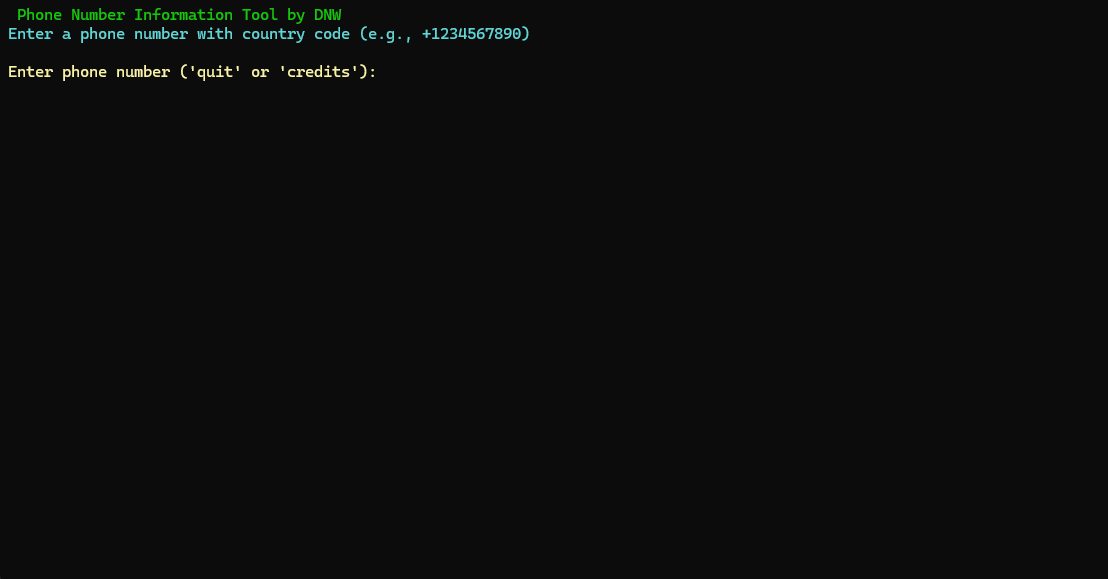 Phone Number Information Tool by DNW
Enter a phone number with country code (e.g., +1234567890)
Enter phone number ('quit' or 'credits'):